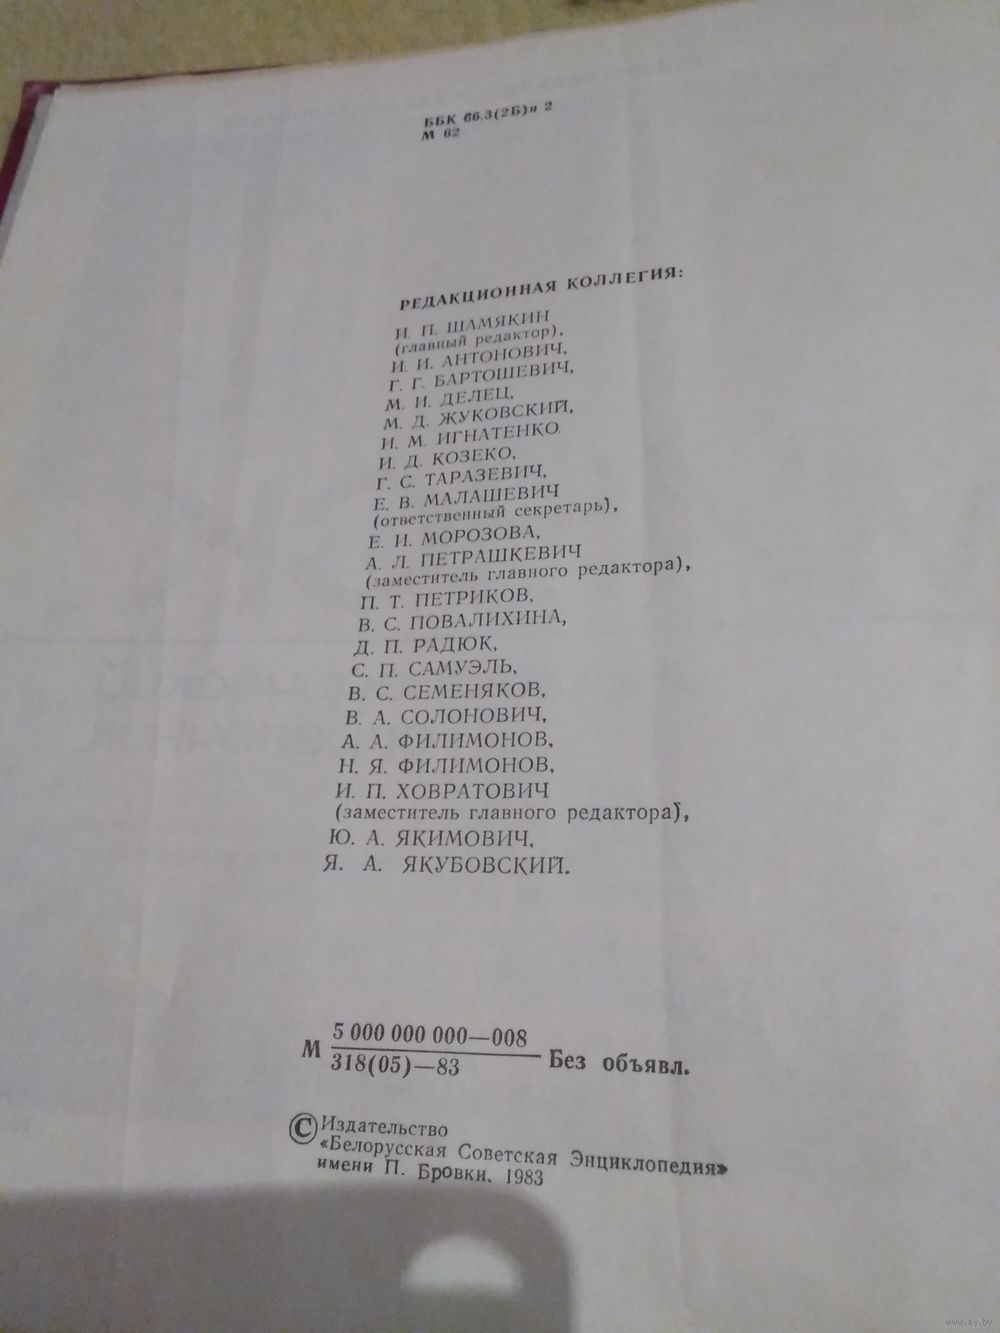 ББК 66.3(2Б)я 2
М 62
РЕДАКЦИОННАЯ КОЛЛЕГИЯ:
И. П. ШАМЯКИН
(главный редактор),
И. И. АНТОНОВИЧ,
Г. Г. БАРТОШЕВИЧ,
М. И. ДЕЛЕЦ,
М. Д. ЖУКОВСКИЙ,
И. М. ИГНАТЕНКО
И. Д. КОЗЕКО,
Г. С. ТАРАЗЕВИЧ,
Е. В. МАЛАШЕВИЧ
(ответственный секретарь),
Е. И. МОРОЗОВА,
А. Л. ПЕТРАШКЕВИЧ
(заместитель главного редактора),
П. Т. ПЕТРИКОВ,
В. С. ПОВАЛИХИНА,
Д. П. РАДЮК,
С. П. САМУЭЛЬ,
В. С. СЕМЕНЯКОВ,
В. А. СОЛОНОВИЧ,
А. А. ФИЛИМОНОВ,
Н. Я. ФИЛИМОНОВ,
И. П. ХОВРАТОВИЧ
(заместитель главного редактора),
Ю. А. ЯКИМОВИЧ,
Я. А. ЯКУБОВСКИЙ.
М 5 000 000 000—008
318(05)—83 Без объявл.
© Издательство
«Белорусская Советская Энциклопедия»
имени П. Бровки, 1983
www.ay.by